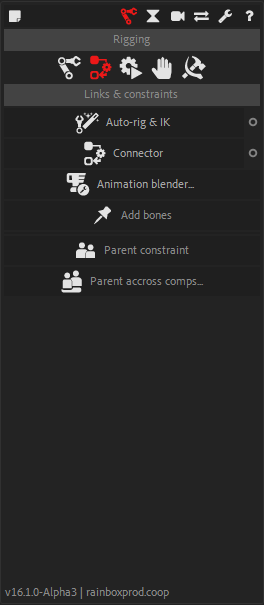 ?
Rigging
Links & constraints
Auto-rig & IK
Connector
Animation blender...
Add bones
Parent constraint
Parent accross comps...
v16.1.0-Alpha3 | rainboxprod.coop